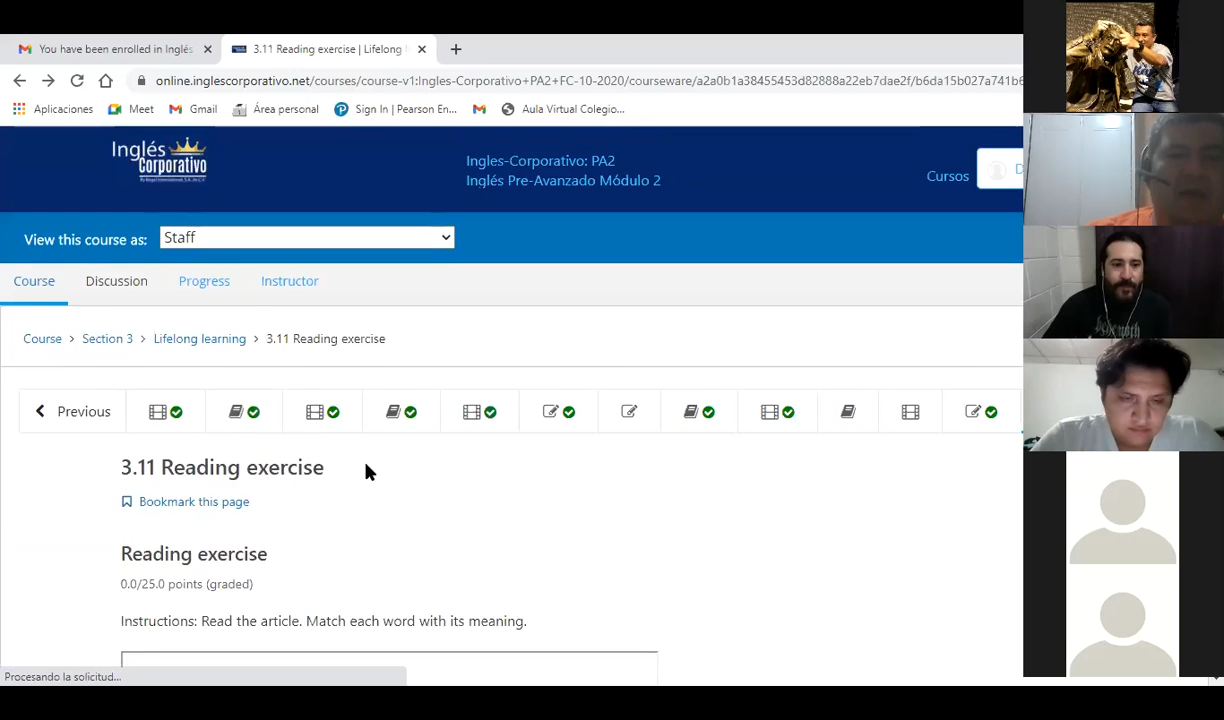 You have been enrolled in Inglés
3.11 Reading exercise | Lifelong l
online.inglescorporativo.net/courses/course-v1:Ingles-Corporativo+PA2+FC-10-2020/courseware/a2a0b1a38455453d82888a22eb7dae2f/b6da15b027a741b6
Aplicaciones Meet Gmail Área personal Sign In | Pearson En... Aula Virtual Colegio...
Inglés
Corporativo
Ingles-Corporativo: PA2
Inglés Pre-Avanzado Módulo 2
Cursos
View this course as: Staff
Course Discussion Progress Instructor
Course > Section 3 > Lifelong learning > 3.11 Reading exercise
Previous
3.11 Reading exercise
Bookmark this page
Reading exercise
0.0/25.0 points (graded)
Instructions: Read the article. Match each word with its meaning.
Procesando la solicitud...